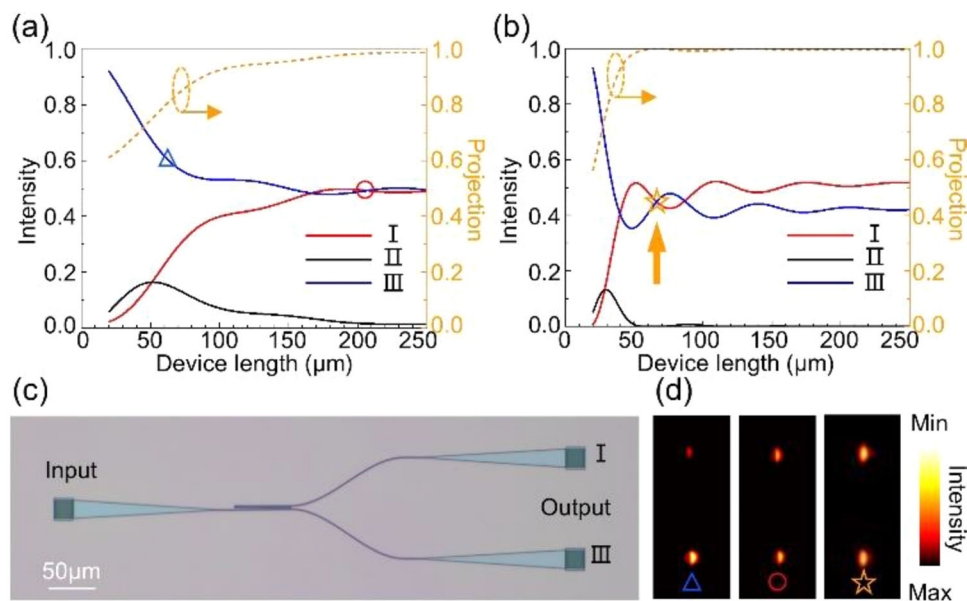 (a)
1.0
0.8
0.6
0.4
0.2
0.0
Intensity
1.0
0.8
0.6
0.4
0.2
0.0
Projection
I
II
III
0
50
100
150
200
250
Device length (μm)
(b)
1.0
0.8
0.6
0.4
0.2
0.0
Intensity
1.0
0.8
0.6
0.4
0.2
0.0
Projection
I
II
III
0
50
100
150
200
250
Device length (μm)
(c)
Input
I
Output
III
50μm
(d)
Min
Intensity
Max